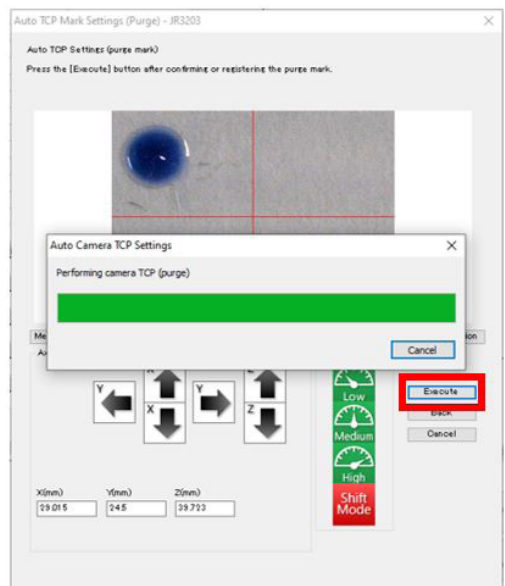 Auto TCP Mark Settings (Purge) - JR3203
Auto TCP Settings (purge mark)
Press the [Execute] button after confirming or registering the purge mark.
Auto Camera TCP Settings
Performing camera TCP (purge)
Cancel
Me
ion
Y
X
Y
Z
Low
Medium
High
Shift
Mode
Execute
Back
Cancel
X(mm) Y(mm) Z(mm)
29.015 24.5 39.723